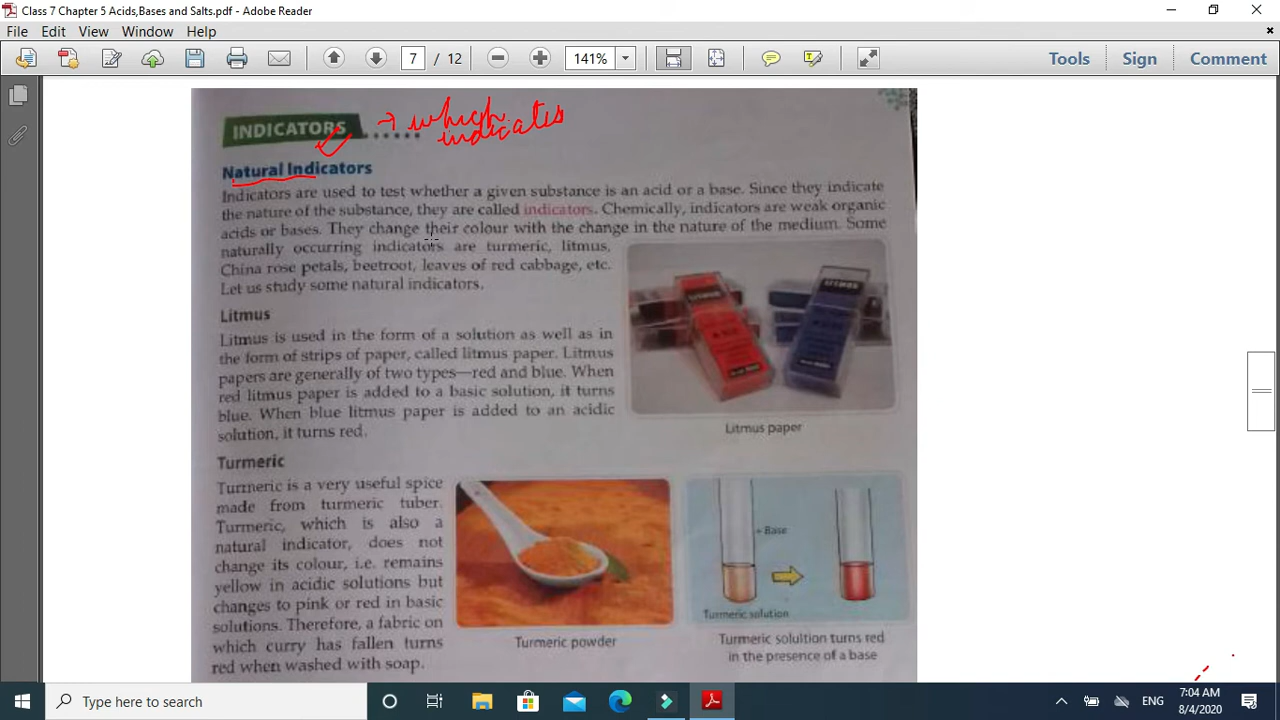 Class 7 Chapter 5 Acids,Bases and Salts.pdf - Adobe Reader
File Edit View Window Help
7 / 12 141% Tools Sign Comment
INDICATORS → which indicates
Natural Indicators
Indicators are used to test whether a given substance is an acid or a base. Since they indicate
the nature of the substance, they are called indicators. Chemically, indicators are weak organic
acids or bases. They change their colour with the change in the nature of the medium. Some
naturally occurring indicators are turmeric, litmus,
China rose petals, beetroot, leaves of red cabbage, etc.
Let us study some natural indicators.
Litmus
Litmus is used in the form of a solution as well as in
the form of strips of paper, called litmus paper. Litmus
papers are generally of two types—red and blue. When
red litmus paper is added to a basic solution, it turns
blue. When blue litmus paper is added to an acidic
solution, it turns red.
LITMUS
LITMUS
Litmus paper
Turmeric
Turmeric is a very useful spice
made from turmeric tuber.
Turmeric, which is also a
natural indicator, does not
change its colour, i.e. remains
yellow in acidic solutions but
changes to pink or red in basic
solutions. Therefore, a fabric on
which curry has fallen turns
red when washed with soap.
Turmeric powder
+ Base
Turmeric solution
Turmeric solultion turns red
in the presence of a base
Type here to search
ENG
7:04 AM
8/4/2020